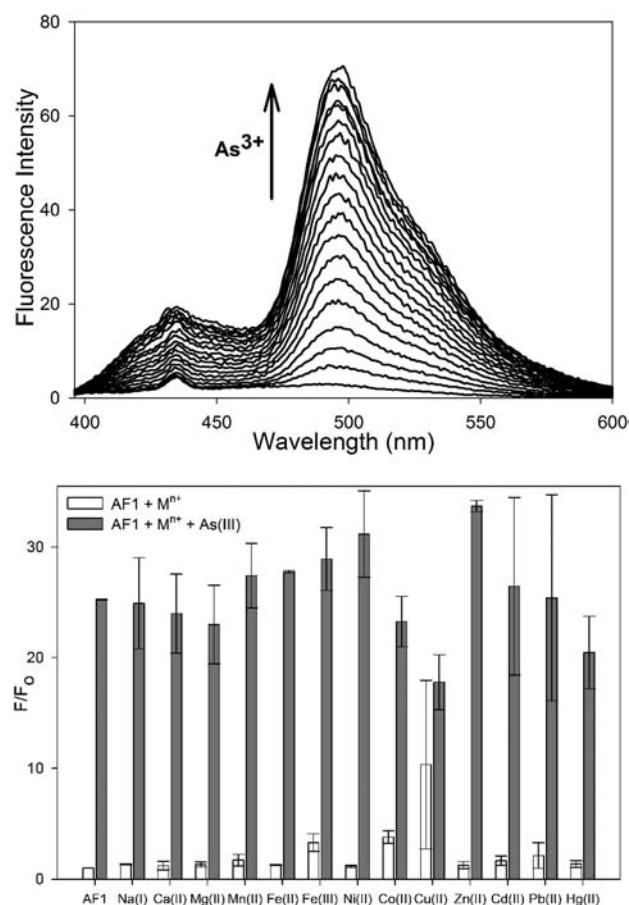 80
60
40
20
0
Fluorescence Intensity
As3+
400 450 500 550 600
Wavelength (nm)
AF1 + Mn+
AF1 + Mn+ + As(III)
30
20
10
0
F/Fo
AF1 Na(I) Ca(II) Mg(II) Mn(II) Fe(II) Fe(III) Ni(II) Co(II) Cu(II) Zn(II) Cd(II) Pb(II) Hg(II)